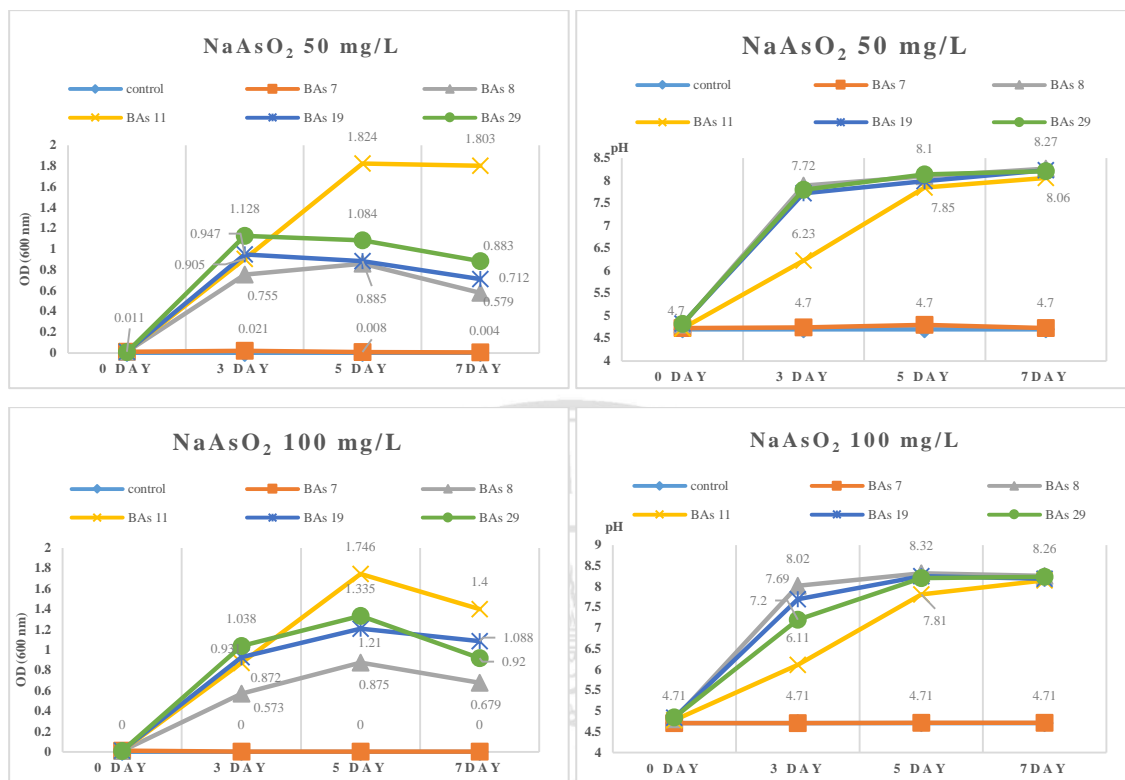 NaAsO₂ 50 mg/L
control BAs 7 BAs 8
BAs 11 BAs 19 BAs 29
OD (600 nm)
2
1.8
1.6
1.4
1.2
1
0.8
0.6
0.4
0.2
0
1.824 1.803
1.128 1.084
0.947 0.883
0.905 0.712
0.755 0.885 0.579
0.011 0.021 0.008 0.004
0 DAY 3 DAY 5 DAY 7DAY
NaAsO₂ 50 mg/L
control BAs 7 BAs 8
BAs 11 BAs 19 BAs 29
pH
8.5
8
7.5
7
6.5
6
5.5
5
4.5
4
7.72 8.1 8.27
7.85 8.06
6.23
4.7 4.7 4.7 4.7
0 DAY 3 DAY 5 DAY 7DAY
NaAsO₂ 100 mg/L
control BAs 7 BAs 8
BAs 11 BAs 19 BAs 29
OD (600 nm)
2
1.8
1.6
1.4
1.2
1
0.8
0.6
0.4
0.2
0
1.746
1.335 1.4
1.038 1.088
1.21
0.872 0.92
0.573 0.875 0.679
0 0 0 0
0 DAY 3 DAY 5 DAY 7DAY
NaAsO₂ 100 mg/L
control BAs 7 BAs 8
BAs 11 BAs 19 BAs 29
pH
9
8.5
8
7.5
7
6.5
6
5.5
5
4.5
4
8.02 8.32 8.26
7.69
7.2 7.81
6.11
4.71 4.71 4.71 4.71
0 DAY 3 DAY 5 DAY 7DAY